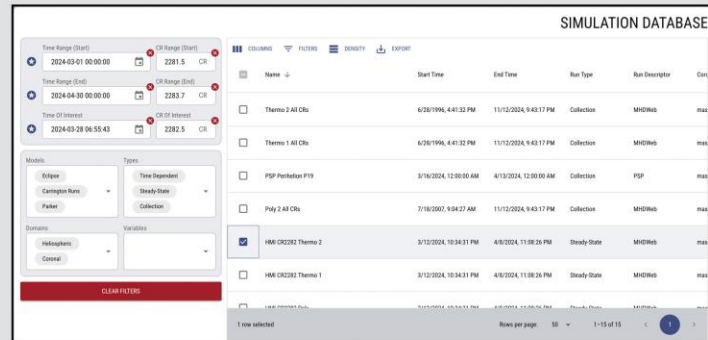 SIMULATION DATABASE
Time Range (Start)
CR Range (Start)
2024-03-01 00:00:00
2281.5 CR
Time Range (End)
CR Range (End)
2024-04-30 00:00:00
2283.7 CR
Time Of Interest
CR Of Interest
2024-03-28 06:55:43
2282.5 CR
Models
Types
Eclipse
Carrington Runs
Parker
Time Dependent
Steady-State
Collection
Domains
Variables
Heliospheric
Coronal
CLEAR FILTERS
COLUMNS FILTERS DENSITY EXPORT
Name Start Time End Time Run Type Run Descriptor
Thermo 2 All CRs 6/28/1996, 4:41:32 PM 11/12/2024, 9:43:17 PM Collection MHDWeb mas
Thermo 1 All CRs 6/28/1996, 4:41:32 PM 11/12/2024, 9:43:17 PM Collection MHDWeb mas
PSP Perihelion P19 3/16/2024, 12:00:00 AM 4/13/2024, 12:00:00 AM Collection PSP mas
Poly 2 All CRs 7/18/2007, 9:04:27 AM 11/12/2024, 9:43:17 PM Collection MHDWeb mas
HMI CR2282 Thermo 2 3/12/2024, 10:34:31 PM 4/8/2024, 11:08:26 PM Steady-State MHDWeb mas
HMI CR2282 Thermo 1 3/12/2024, 10:34:31 PM 4/8/2024, 11:08:26 PM Steady-State MHDWeb mas
1 row selected Rows per page: 50 1–15 of 15 1